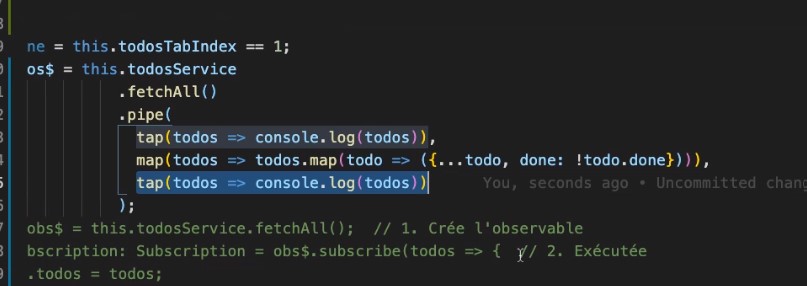 ne = this.todosTabIndex == 1;
os$ = this.todosService
.fetchAll()
.pipe(
tap(todos => console.log(todos)),
map(todos => todos.map(todo => ({...todo, done: !todo.done}))),
tap(todos => console.log(todos)) You, seconds ago • Uncommitted chang
);
obs$ = this.todosService.fetchAll(); // 1. Crée l'observable
bscription: Subscription = obs$.subscribe(todos => { // 2. Exécutée
.todos = todos;